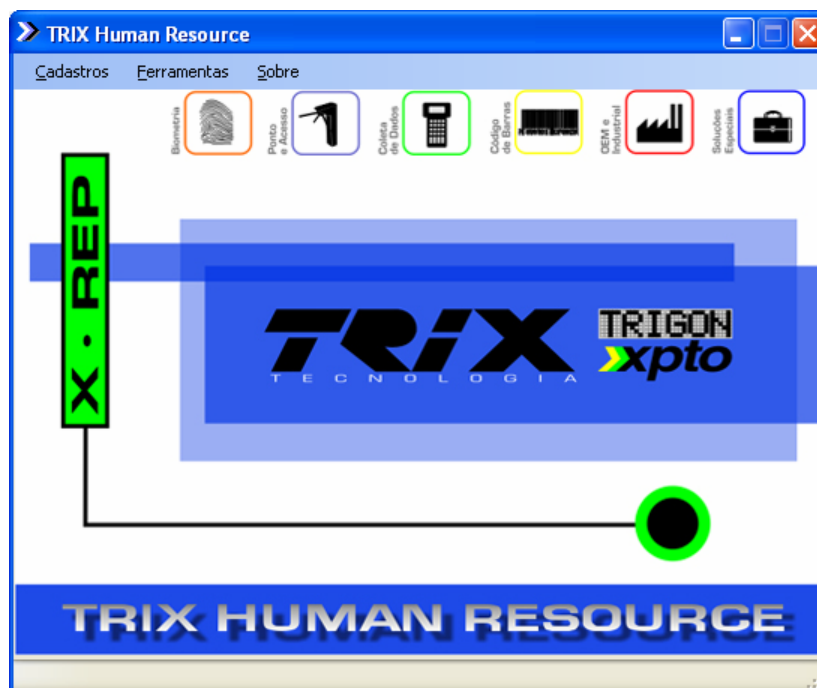 TRIX Human Resource
Cadastros Ferramentas Sobre
Biometria
Ponto
e Acesso
Coleta
de Dados
Código
de Barras
OEM e
Industrial
Soluções
Especiais
X · REP
TRiX
TECNOLOGIA
TRIGON
xpto
TRIX HUMAN RESOURCE